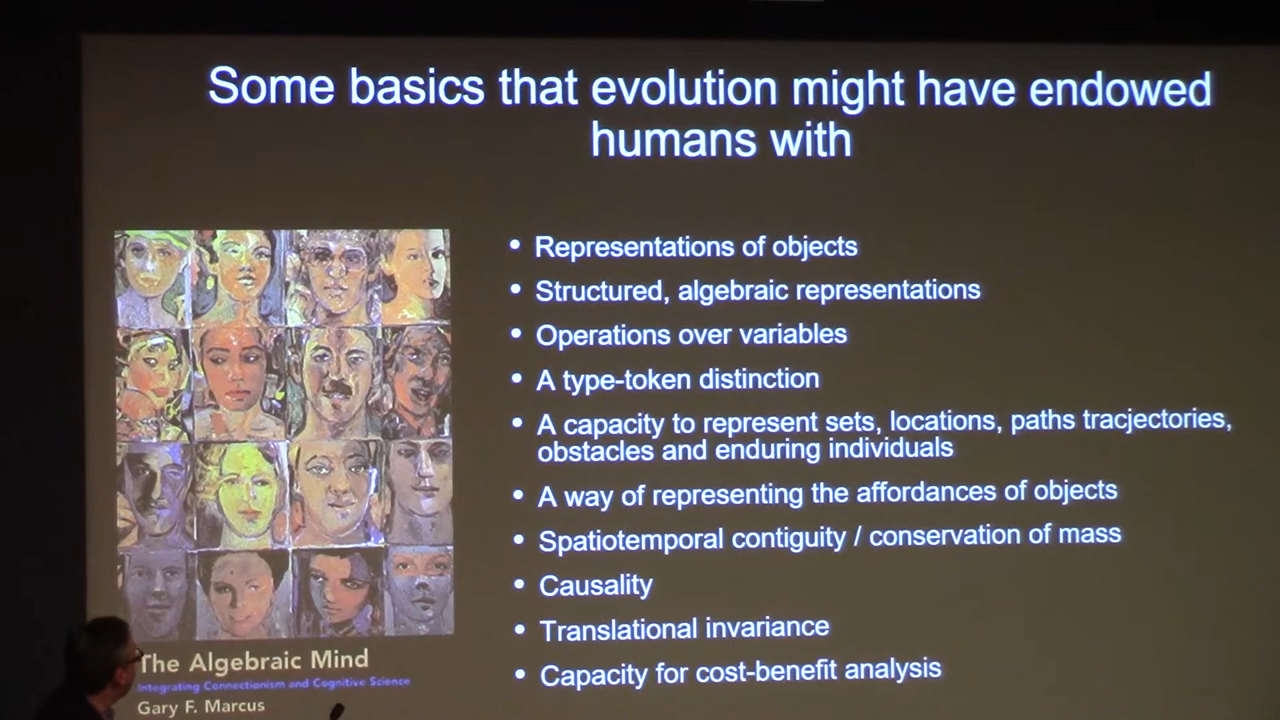 Some basics that evolution might have endowed
humans with
• Representations of objects
• Structured, algebraic representations
• Operations over variables
• A type-token distinction
• A capacity to represent sets, locations, paths tracjectories,
obstacles and enduring individuals
• A way of representing the affordances of objects
• Spatiotemporal contiguity / conservation of mass
• Causality
• Translational invariance
• Capacity for cost-benefit analysis
The Algebraic Mind
Integrating Connectionism and Cognitive Science
Gary F. Marcus